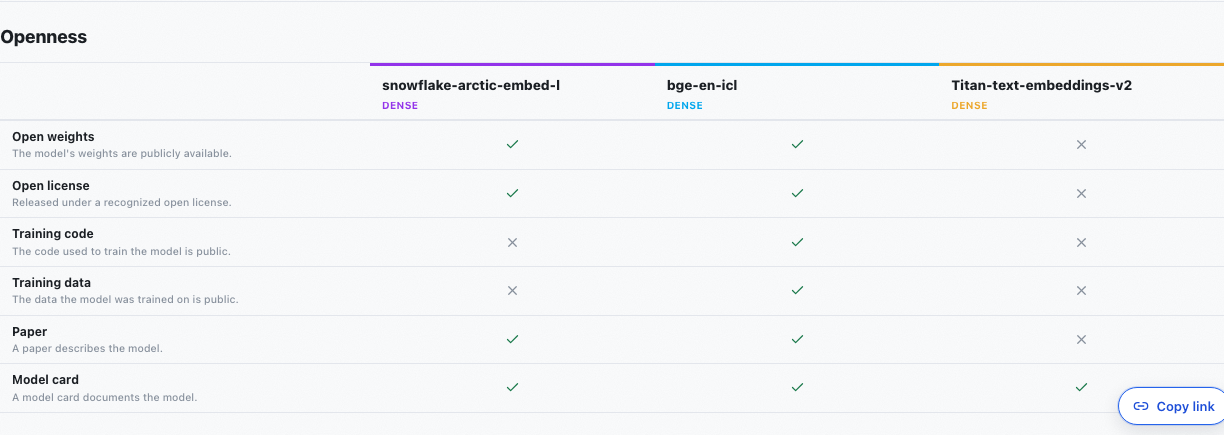 Openness
snowflake-arctic-embed-l
DENSE
bge-en-icl
DENSE
Titan-text-embeddings-v2
DENSE
Open weights
The model's weights are publicly available.
Open license
Released under a recognized open license.
Training code
The code used to train the model is public.
Training data
The data the model was trained on is public.
Paper
A paper describes the model.
Model card
A model card documents the model.
Copy link